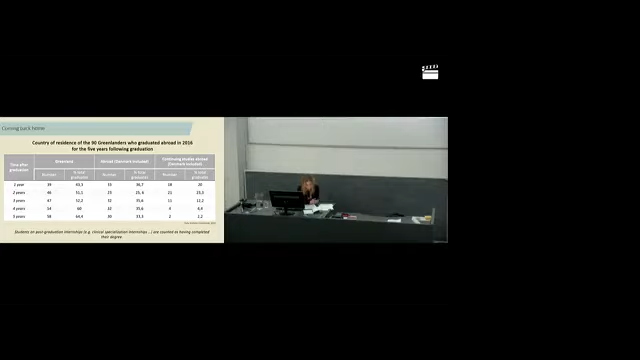 Coming back home
Country of residence of the 90 Greenlanders who graduated abroad in 2016
for the five years following graduation
Time after graduation Greenland Abroad (Denmark included) Continuing studies abroad (Denmark included)
Number % total graduates Number % total graduates Number % total graduates
1 year 39 43,3 33 36,7 18 20
2 years 46 51,1 23 25,6 21 23,3
3 years 47 52,2 32 35,6 11 12,2
4 years 54 60 32 35,6 4 4,4
5 years 58 64,4 30 33,3 2 2,2
Students on post-graduation internships (e.g. clinical specialisation internships ...) are counted as having completed
their degree